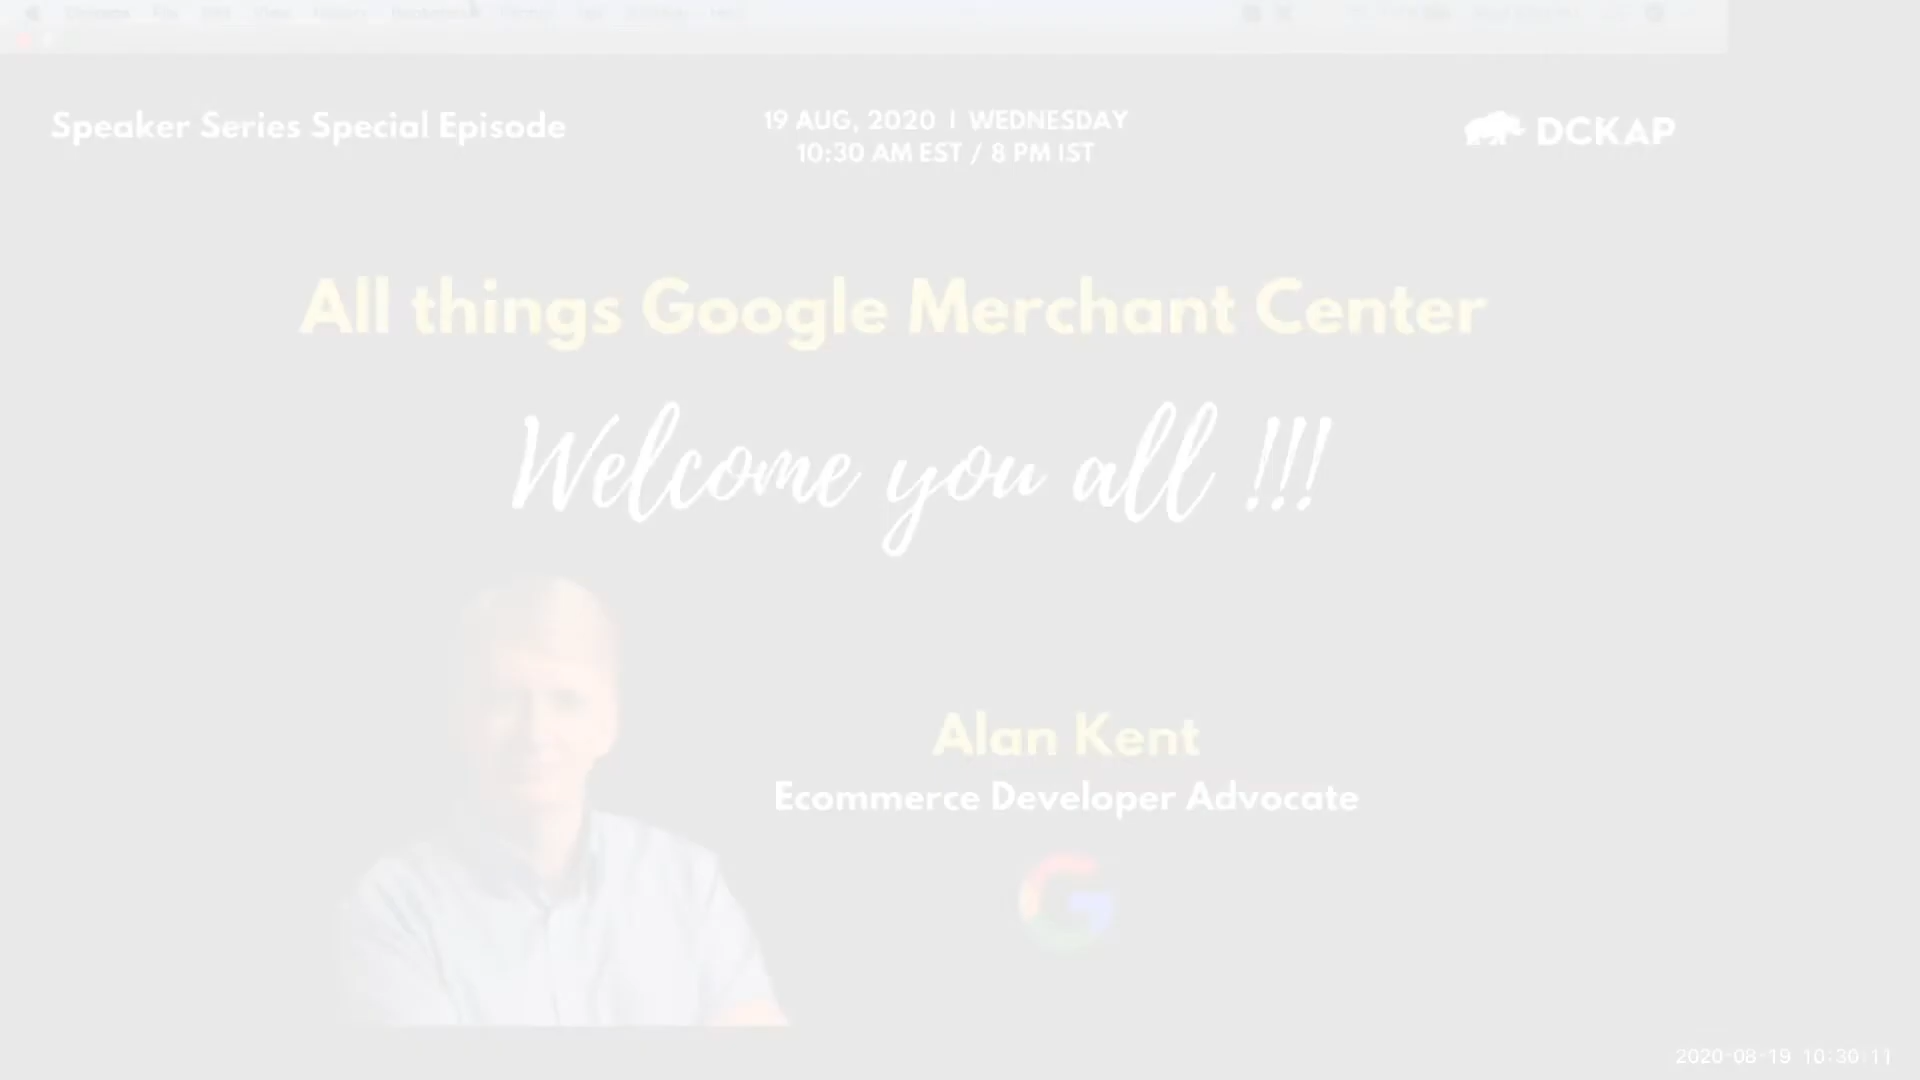 Speaker Series Special Episode
19 AUG, 2020 | WEDNESDAY
10:30 AM EST / 8 PM IST
DCKAP
All things Google Merchant Center
Welcome you all !!!
Alan Kent
Ecommerce Developer Advocate
2020-08-19 10:30:11